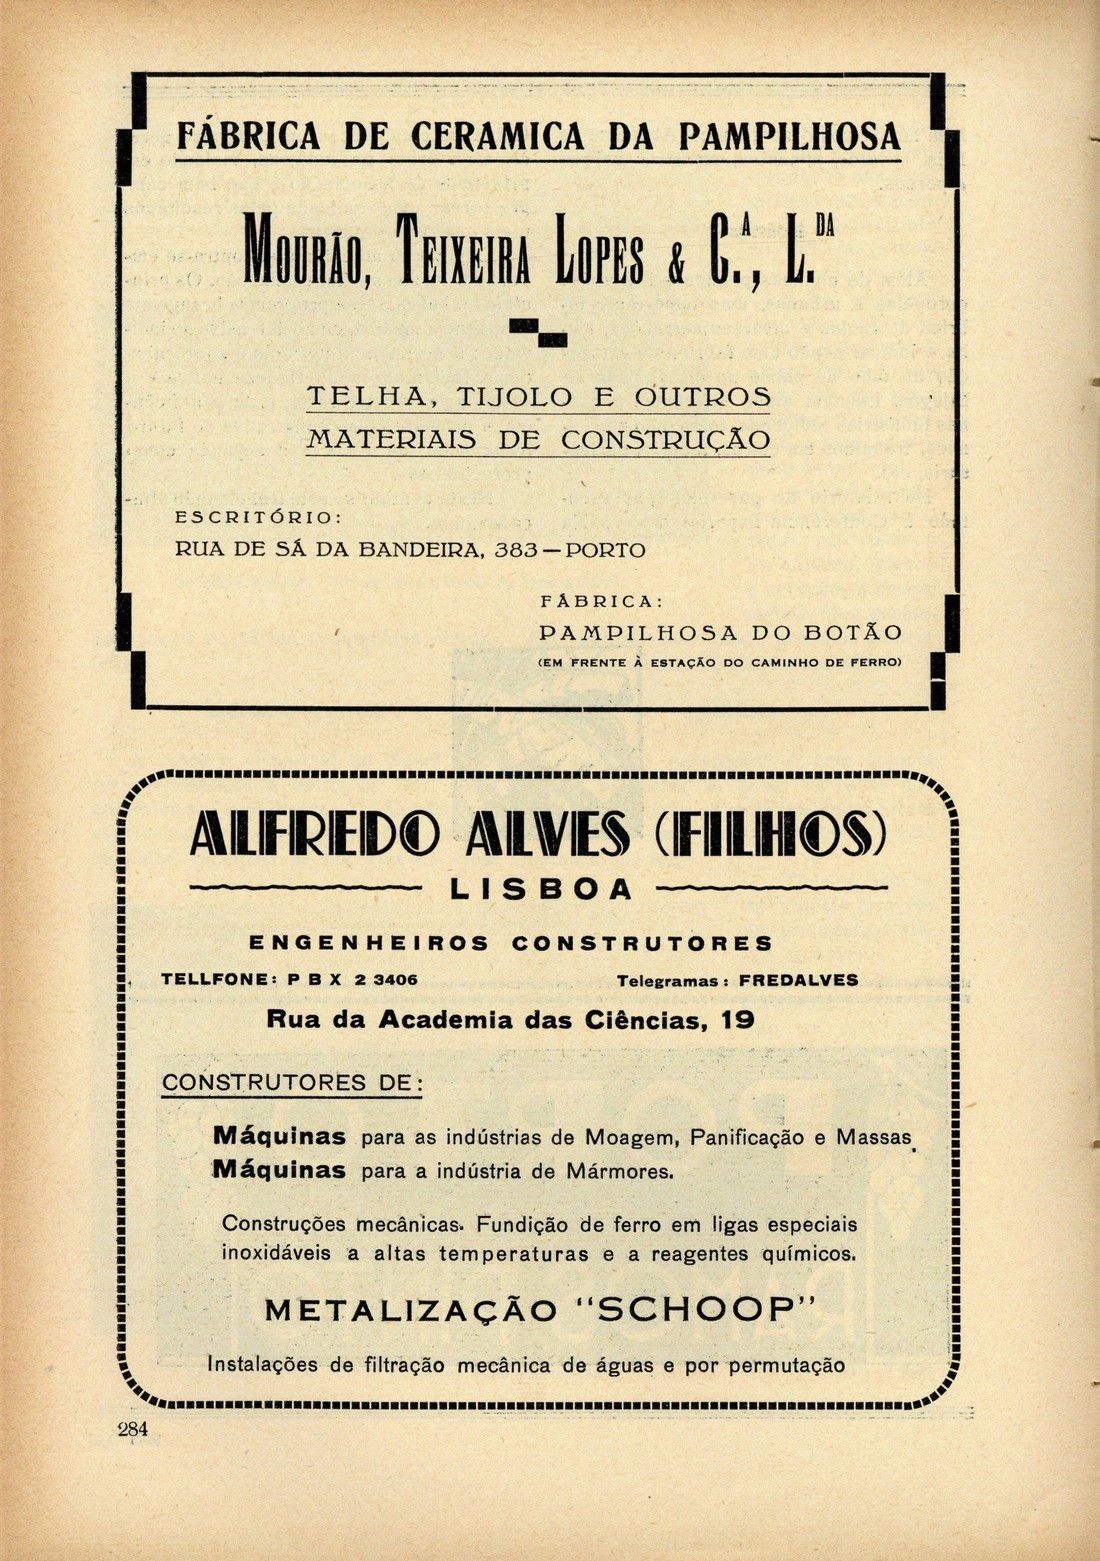 FÁBRICA DE CERAMICA DA PAMPILHOSA
MOURÃO, TEIXEIRA LOPES & C.A, L.DA
TELHA, TIJOLO E OUTROS
MATERIAIS DE CONSTRUÇÃO
ESCRITÓRIO:
RUA DE SÁ DA BANDEIRA, 383 — PORTO
FÁBRICA:
PAMPILHOSA DO BOTÃO
(EM FRENTE À ESTAÇÃO DO CAMINHO DE FERRO)
ALFREDO ALVES (FILHOS)
LISBOA
ENGENHEIROS CONSTRUTORES
TELLFONE: P B X 2 3406 Telegramas: FREDALVES
Rua da Academia das Ciências, 19
CONSTRUTORES DE:
Máquinas para as indústrias de Moagem, Panificação e Massas.
Máquinas para a indústria de Mármores.
Construções mecânicas. Fundição de ferro em ligas especiais
inoxidáveis a altas temperaturas e a reagentes químicos.
METALIZAÇÃO "SCHOOP"
Instalações de filtração mecânica de águas e por permutação
284